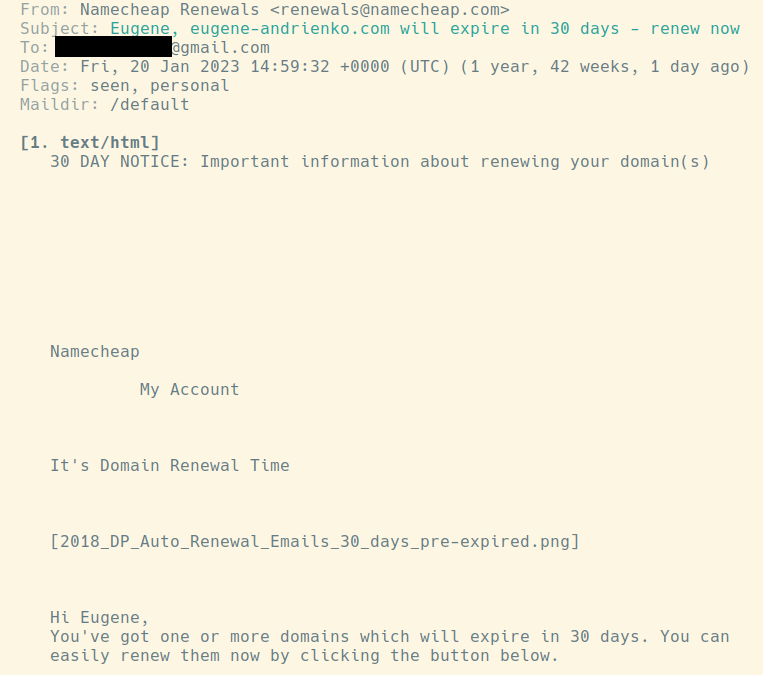 From: Namecheap Renewals <renewals@namecheap.com>
Subject: Eugene, eugene-andrienko.com will expire in 30 days - renew now
To: @gmail.com
Date: Fri, 20 Jan 2023 14:59:32 +0000 (UTC) (1 year, 42 weeks, 1 day ago)
Flags: seen, personal
Maildir: /default
[1. text/html]
30 DAY NOTICE: Important information about renewing your domain(s)
Namecheap
My Account
It's Domain Renewal Time
[2018_DP_Auto_Renewal_Emails_30_days_pre-expired.png]
Hi Eugene,
You've got one or more domains which will expire in 30 days. You can
easily renew them now by clicking the button below.